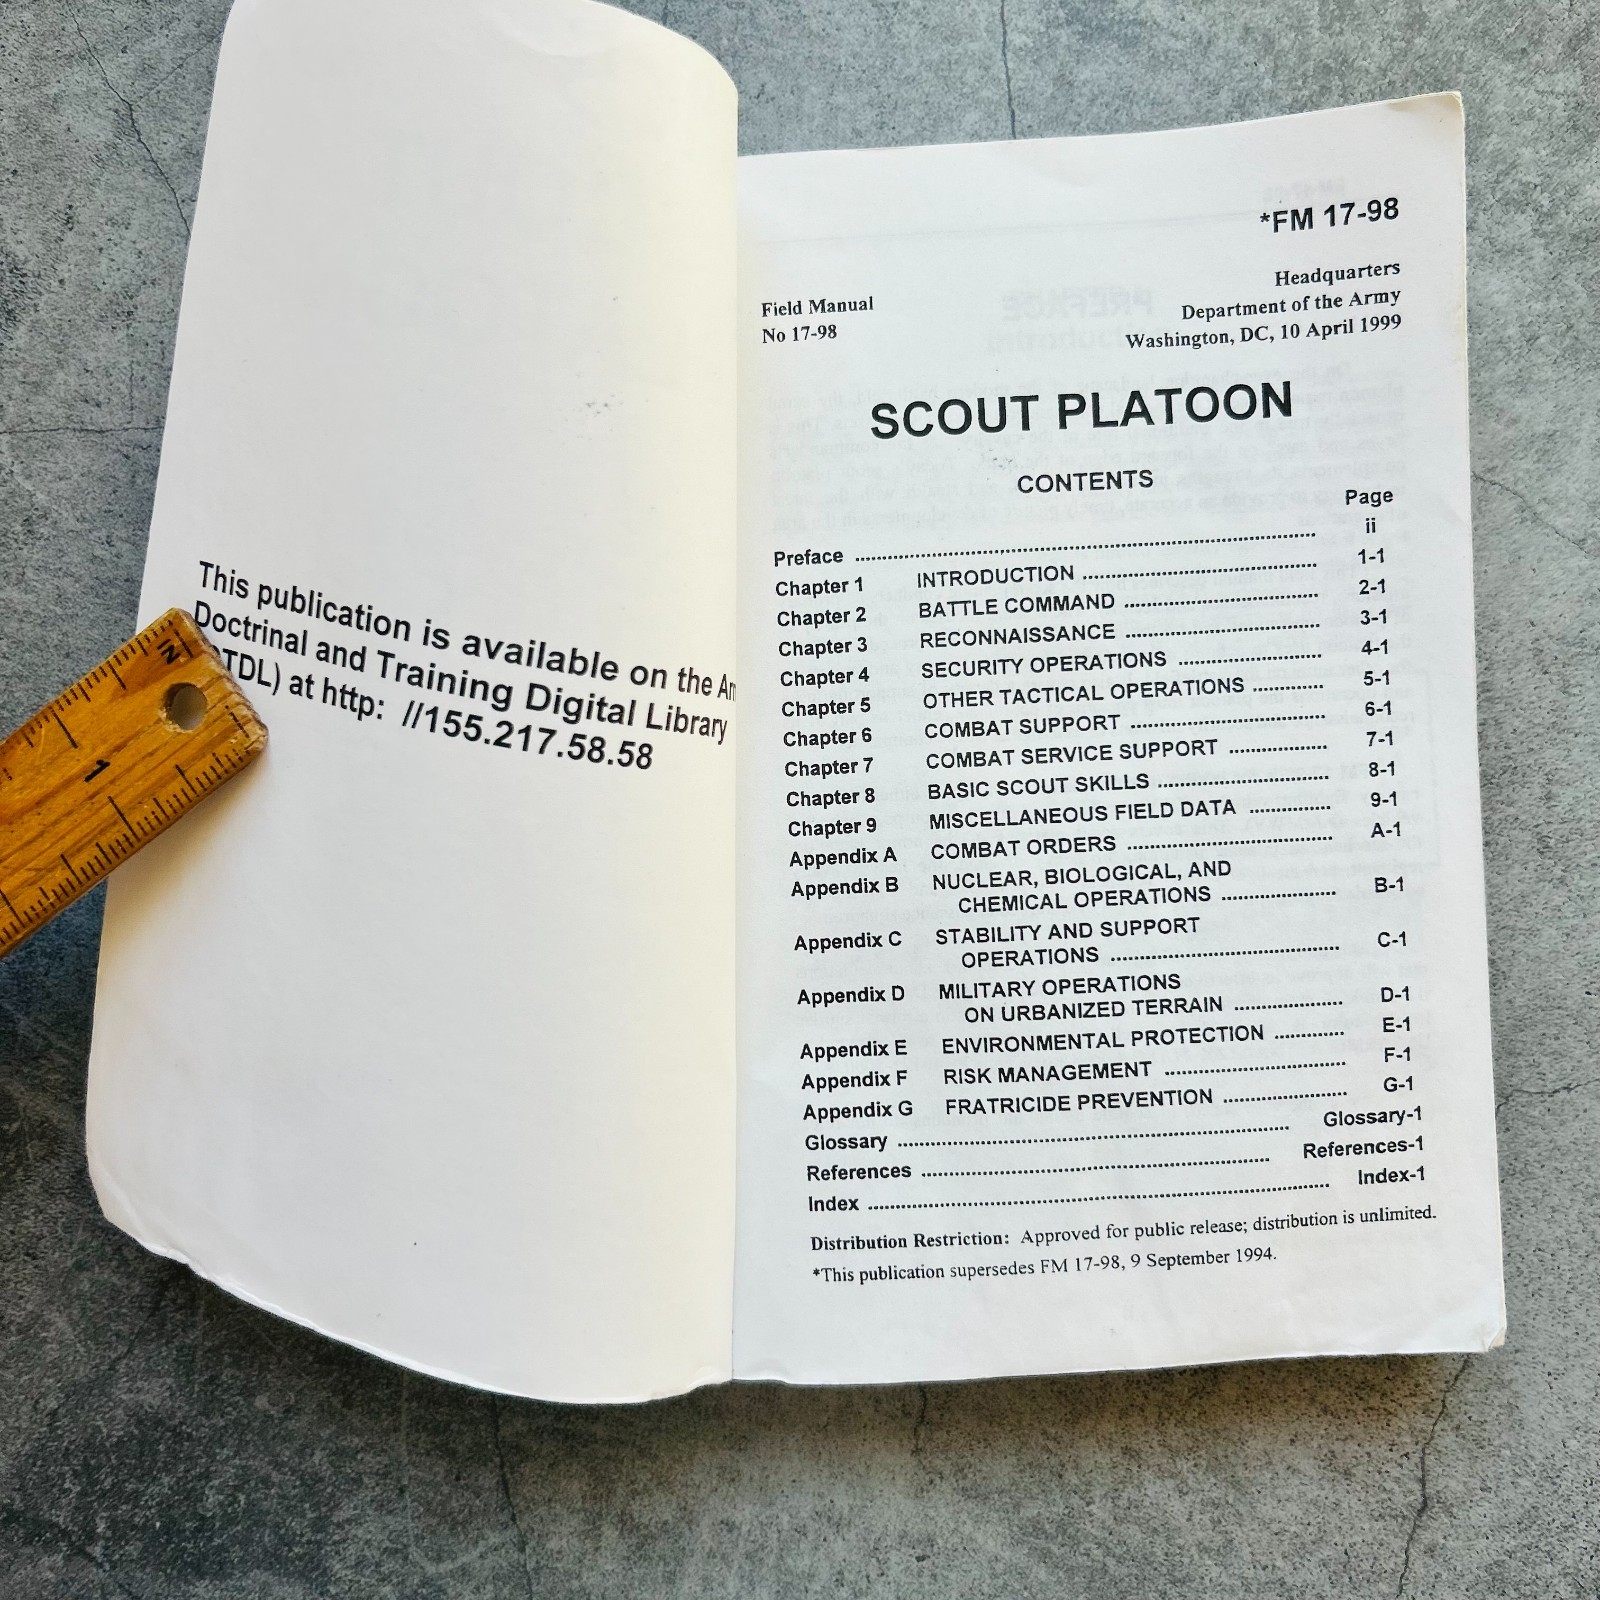 This publication is available on the
Doctrinal and Training Digital Library
TDL) at http: //155.217.58.58
IN
1
*FM 17-98
Field Manual
No 17-98
Headquarters
Department of the Army
Washington, DC, 10 April 1999
SCOUT PLATOON
CONTENTS
Page
Preface ........ ii
Chapter 1 INTRODUCTION ........ 1-1
Chapter 2 BATTLE COMMAND ........ 2-1
Chapter 3 RECONNAISSANCE ........ 3-1
Chapter 4 SECURITY OPERATIONS ........ 4-1
Chapter 5 OTHER TACTICAL OPERATIONS ........ 5-1
Chapter 6 COMBAT SUPPORT ........ 6-1
Chapter 7 COMBAT SERVICE SUPPORT ........ 7-1
Chapter 8 BASIC SCOUT SKILLS ........ 8-1
Chapter 9 MISCELLANEOUS FIELD DATA ........ 9-1
Appendix A COMBAT ORDERS ........ A-1
Appendix B NUCLEAR, BIOLOGICAL, AND
CHEMICAL OPERATIONS ........ B-1
Appendix C STABILITY AND SUPPORT
OPERATIONS ........ C-1
Appendix D MILITARY OPERATIONS
ON URBANIZED TERRAIN ........ D-1
Appendix E ENVIRONMENTAL PROTECTION ........ E-1
Appendix F RISK MANAGEMENT ........ F-1
Appendix G FRATRICIDE PREVENTION ........ G-1
Glossary ........ Glossary-1
References ........ References-1
Index ........ Index-1
Distribution Restriction: Approved for public release; distribution is unlimited.
*This publication supersedes FM 17-98, 9 September 1994.